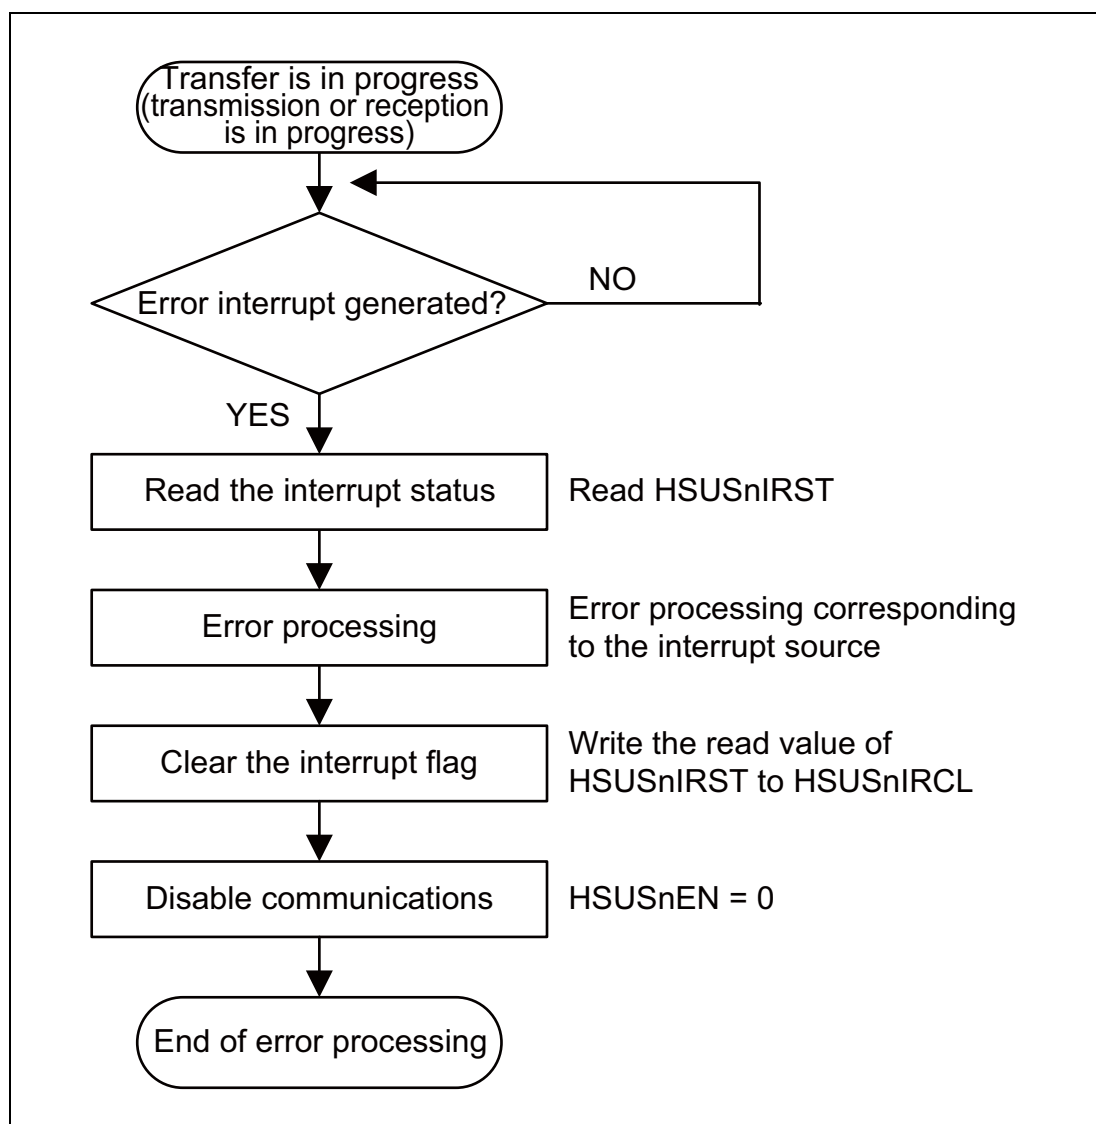 Transfer is in progress
(transmission or reception
is in progress)
Error interrupt generated?
NO
YES
Read the interrupt status
Read HSUSnIRST
Error processing
Error processing corresponding
to the interrupt source
Clear the interrupt flag
Write the read value of
HSUSnIRST to HSUSnIRCL
Disable communications
HSUSnEN = 0
End of error processing